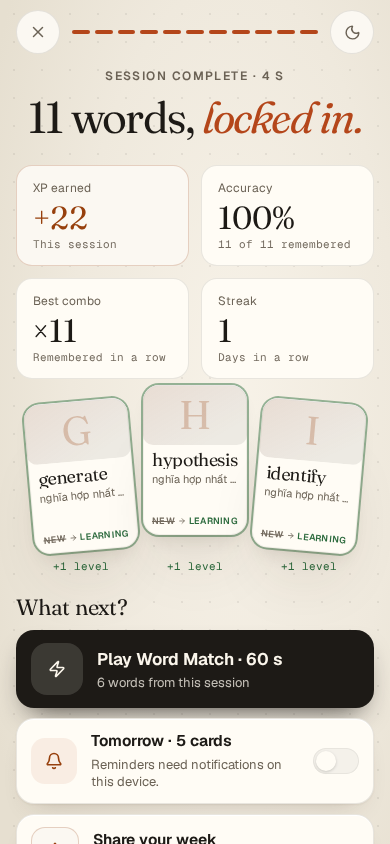 SESSION COMPLETE · 4 S
11 words, locked in.
XP earned
+22
This session
Accuracy
100%
11 of 11 remembered
Best combo
×11
Remembered in a row
Streak
1
Days in a row
G
generate
nghĩa hợp nhất ...
NEW → LEARNING
+1 level
H
hypothesis
nghĩa hợp nhất ...
NEW → LEARNING
+1 level
I
identify
nghĩa hợp nhất ...
NEW → LEARNING
+1 level
What next?
Play Word Match · 60 s
6 words from this session
Tomorrow · 5 cards
Reminders need notifications on
this device.
Share your week